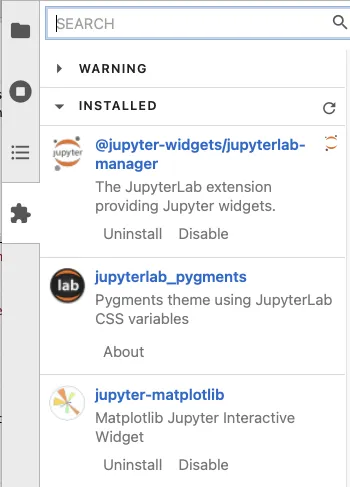 SEARCH
WARNING
INSTALLED
jupyter
@jupyter-widgets/jupyterlab-
manager
The JupyterLab extension
providing Jupyter widgets.
Uninstall Disable
lab
jupyterlab_pygments
Pygments theme using JupyterLab
CSS variables
About
jupyter-matplotlib
Matplotlib Jupyter Interactive
Widget
Uninstall Disable